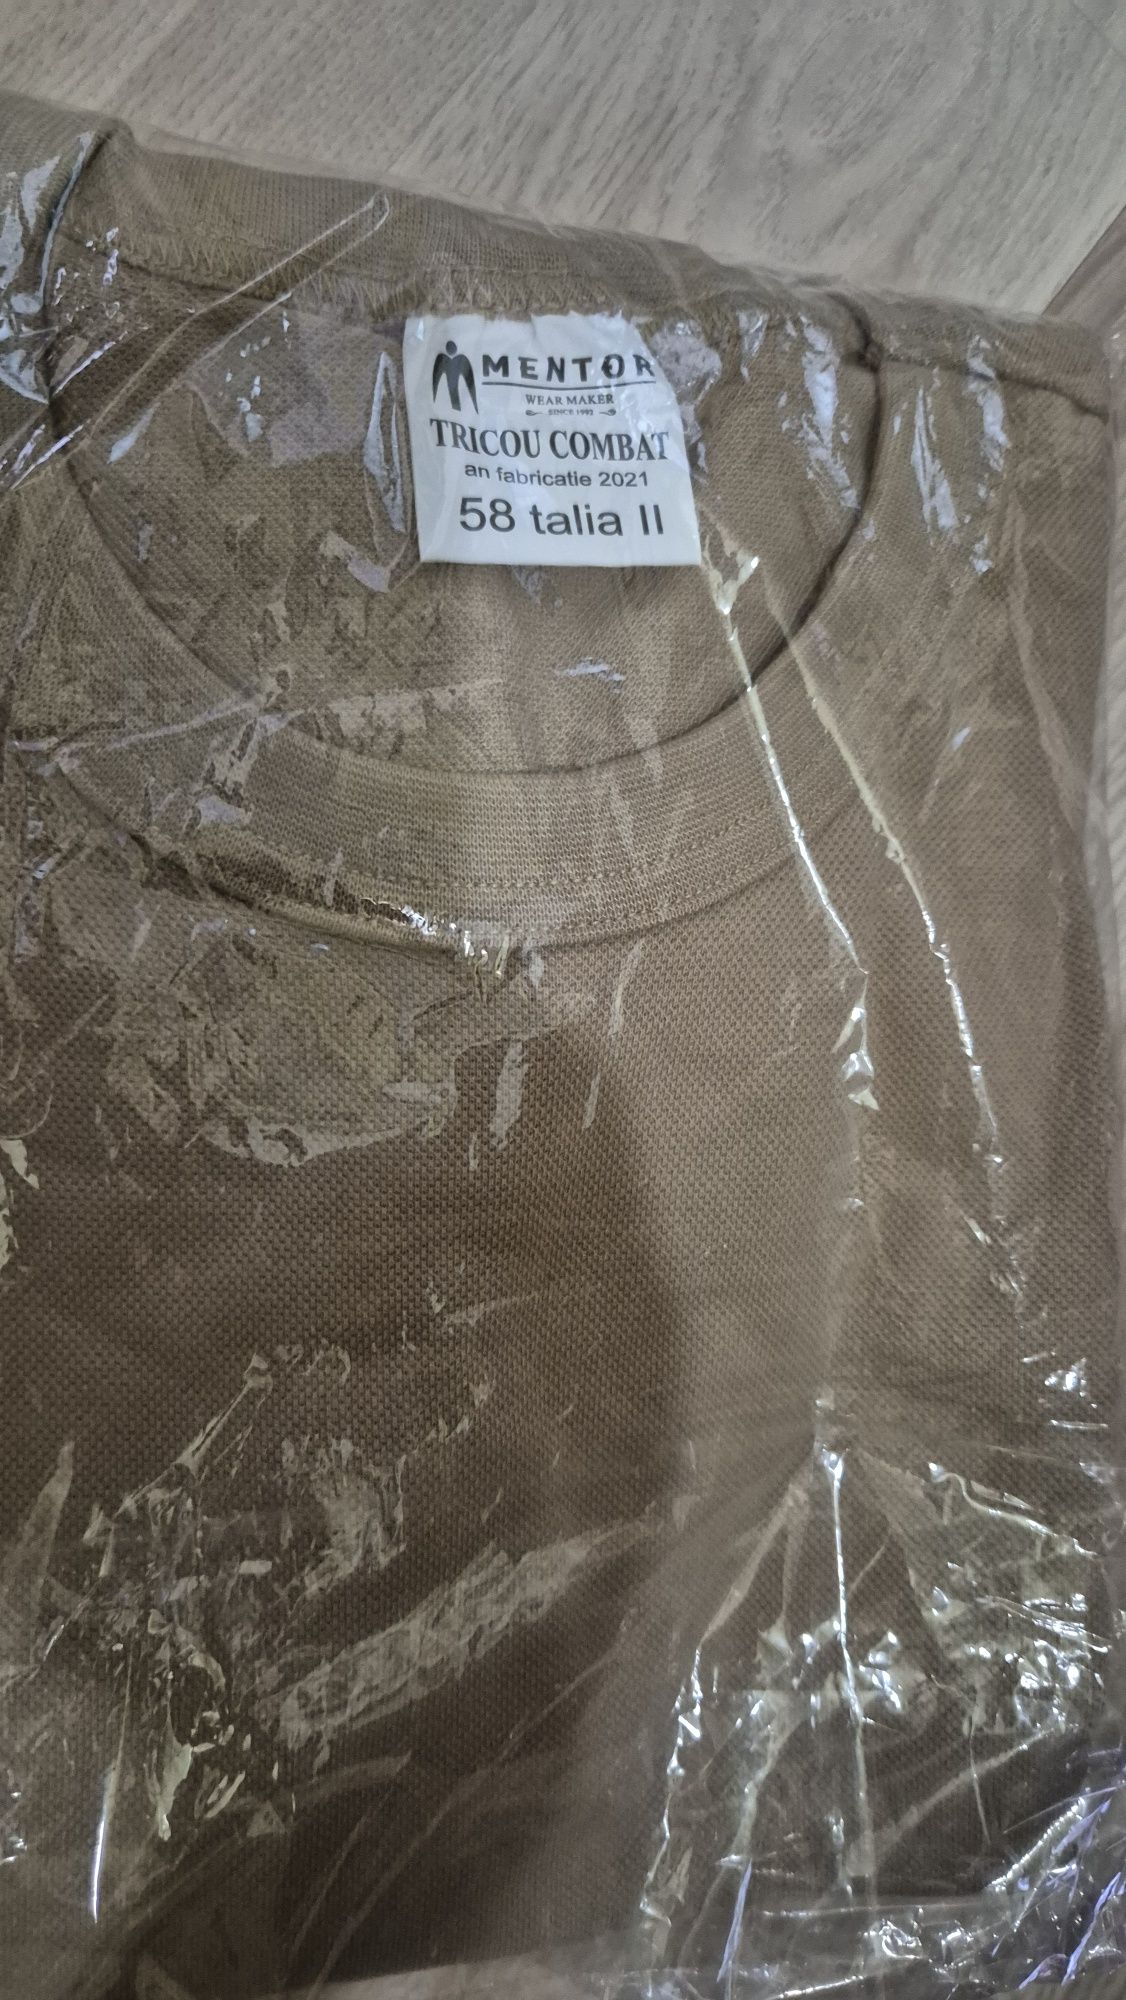 MENTOR
WEAR MAKER
SINCE 1992
TRICOU COMBAT
an fabricatie 2021
58 talia II